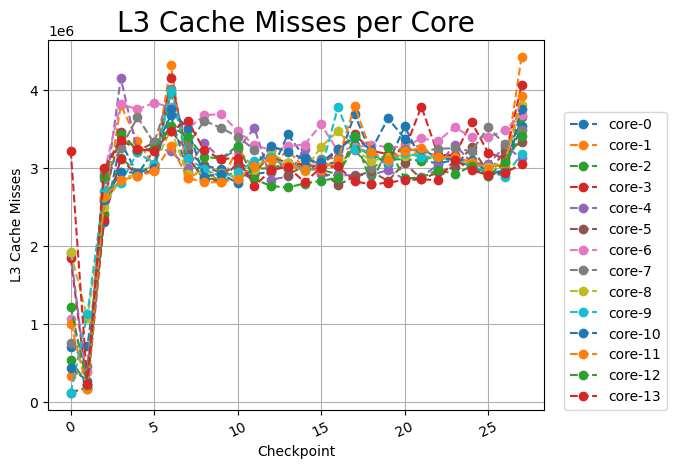 L3 Cache Misses per Core
1e6
4
3
2
1
0
L3 Cache Misses
0
5
10
15
20
25
Checkpoint
core-0
core-1
core-2
core-3
core-4
core-5
core-6
core-7
core-8
core-9
core-10
core-11
core-12
core-13